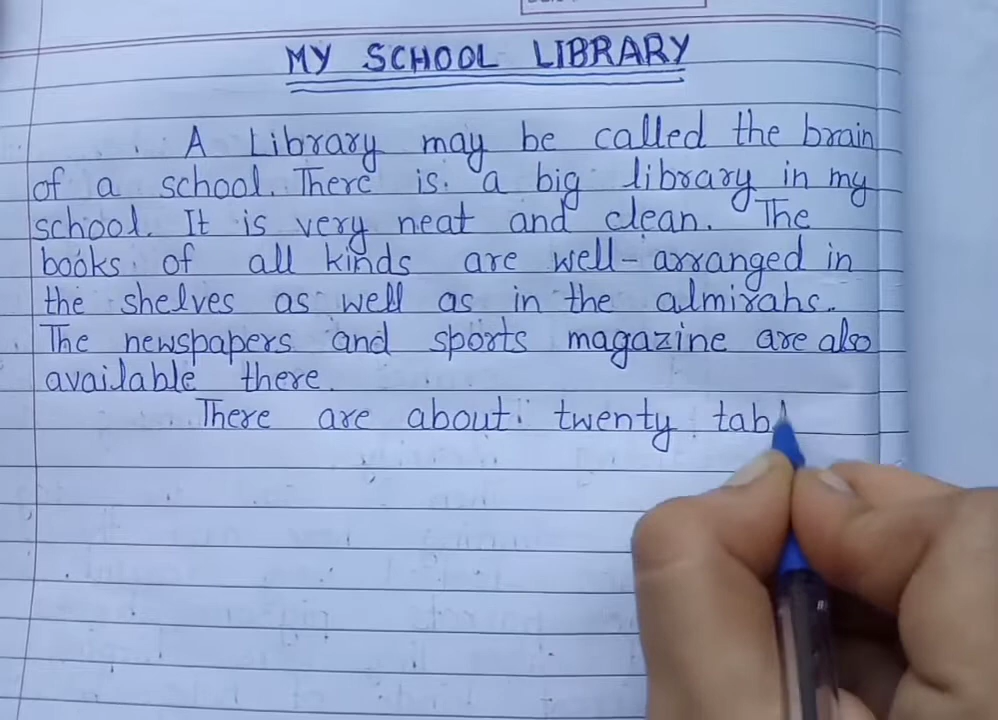 MY SCHOOL LIBRARY
A Library may be called the brain
of a school. There is a big library in my
school. It is very neat and clean. The
books of all kinds are well-arranged in
the shelves as well as in the almirahs.
The newspapers and sports magazine are also
available there.
There are about twenty tab